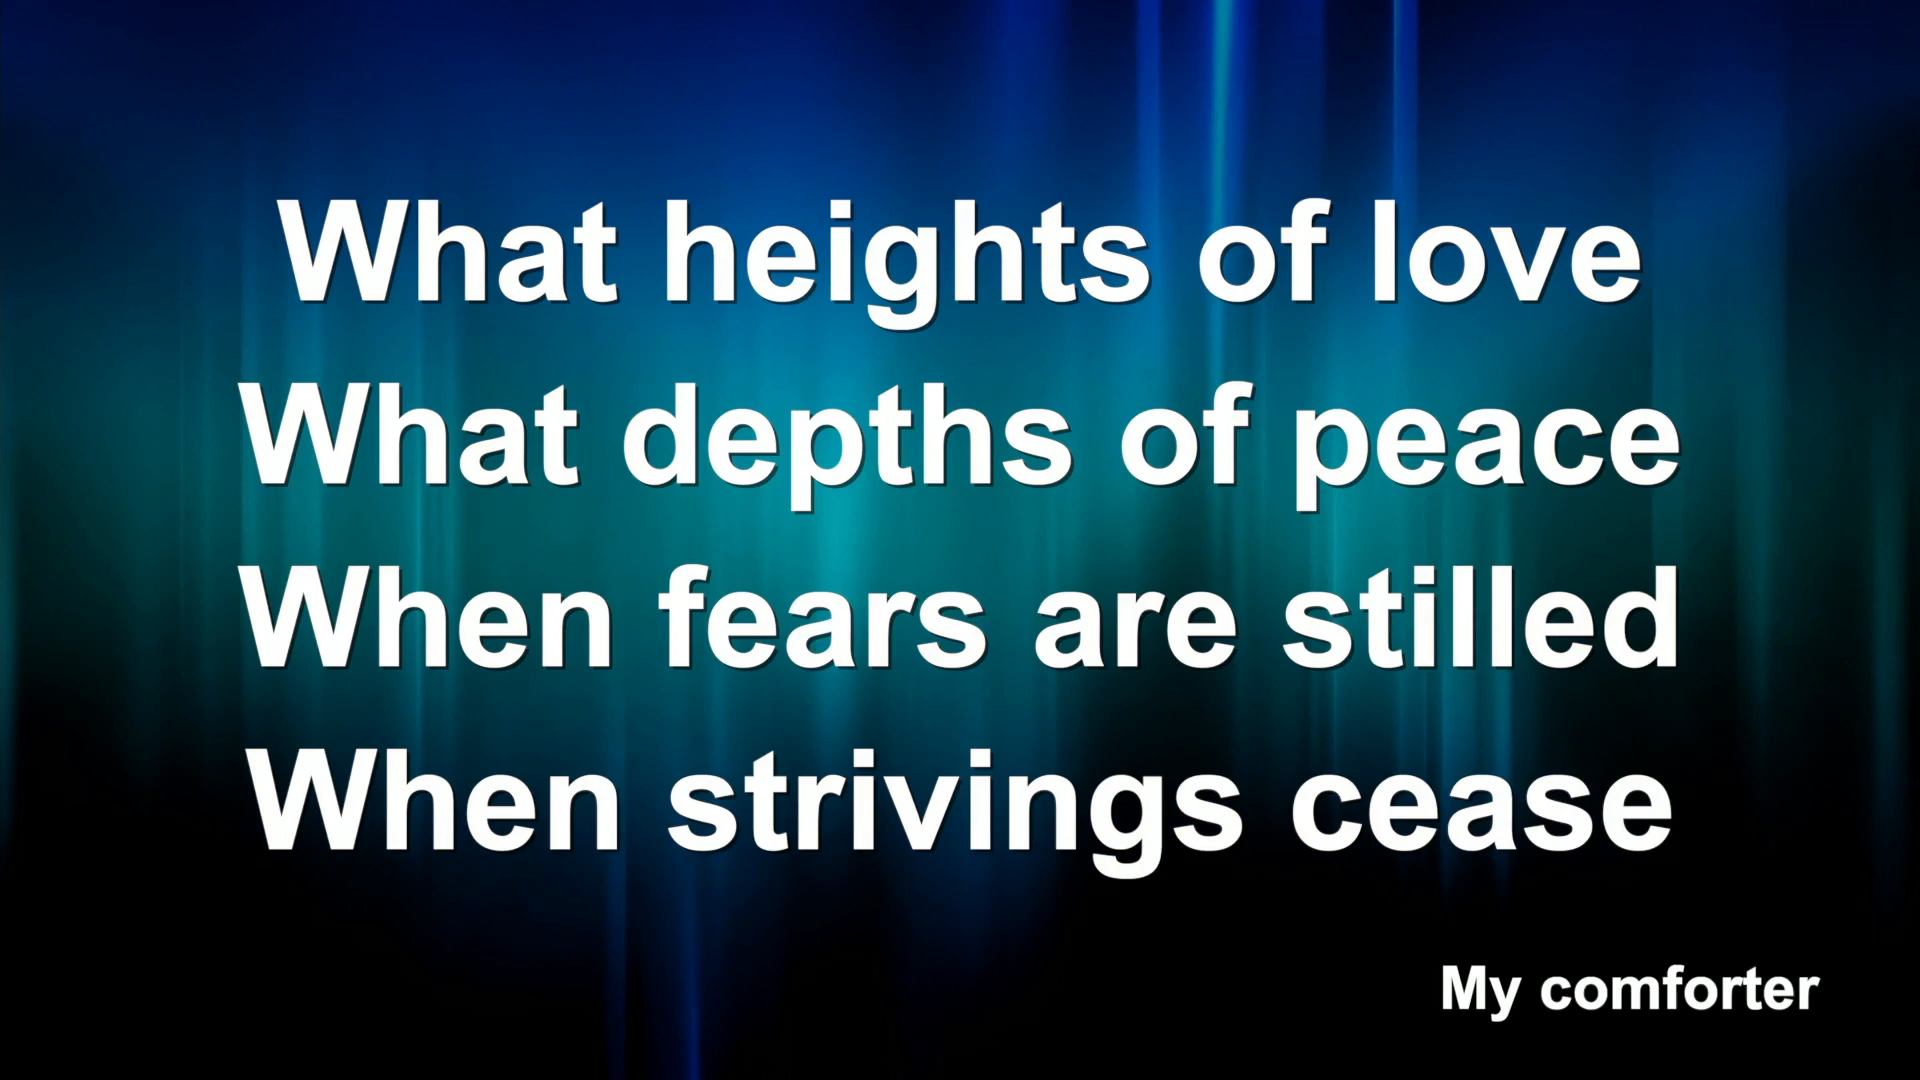 What heights of love
What depths of peace
When fears are stilled
When strivings cease
My comforter